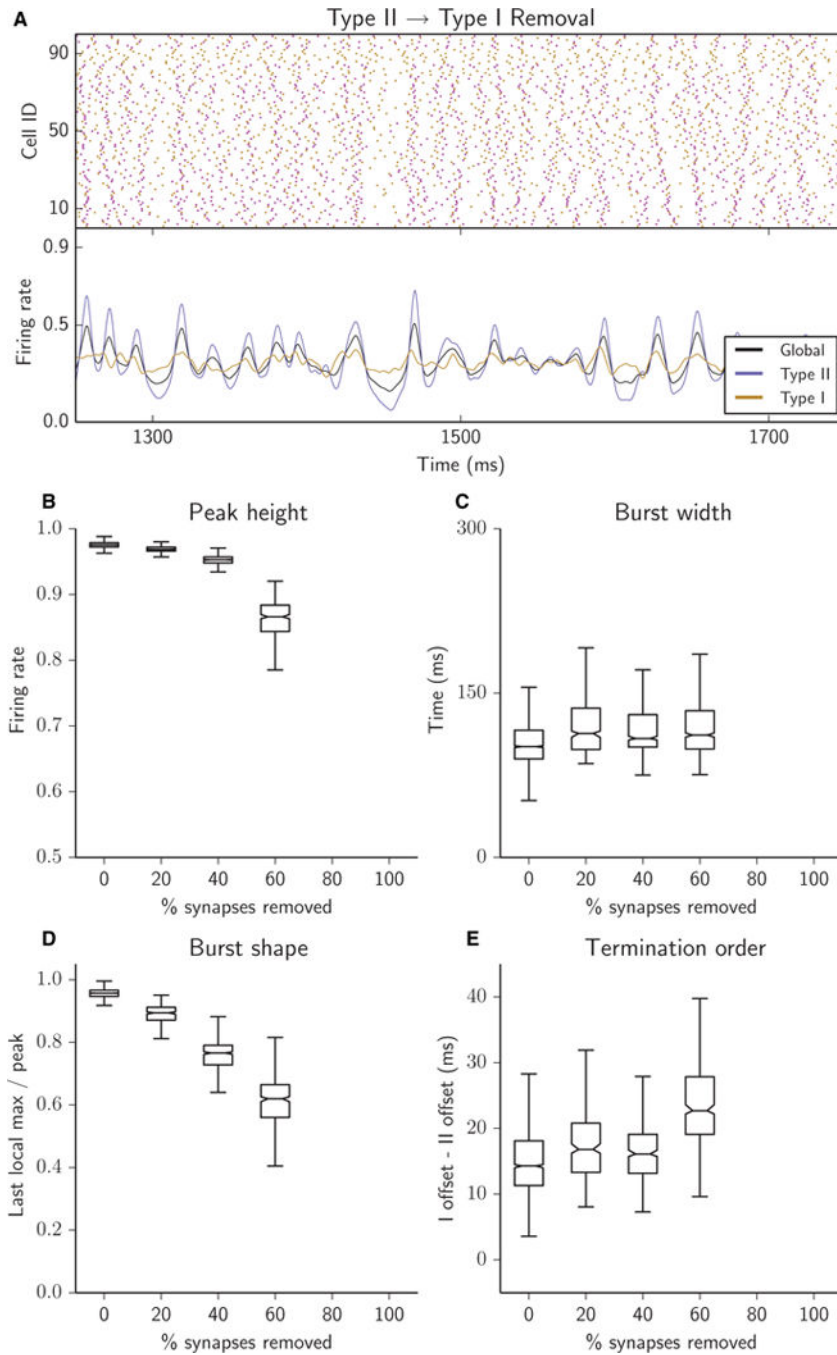 A
Type II → Type I Removal
Cell ID
90
50
10
Firing rate
0.9
0.5
0.0
Global
Type II
Type I
1300
1500
1700
Time (ms)
B
Peak height
Firing rate
1.0
0.9
0.8
0.7
0.6
0.5
0
20
40
60
80
100
% synapses removed
C
Burst width
Time (ms)
300
150
0
0
20
40
60
80
100
% synapses removed
D
Burst shape
Last local max / peak
1.0
0.8
0.6
0.4
0.2
0.0
0
20
40
60
80
100
% synapses removed
E
Termination order
I offset - II offset (ms)
40
30
20
10
0
0
20
40
60
80
100
% synapses removed